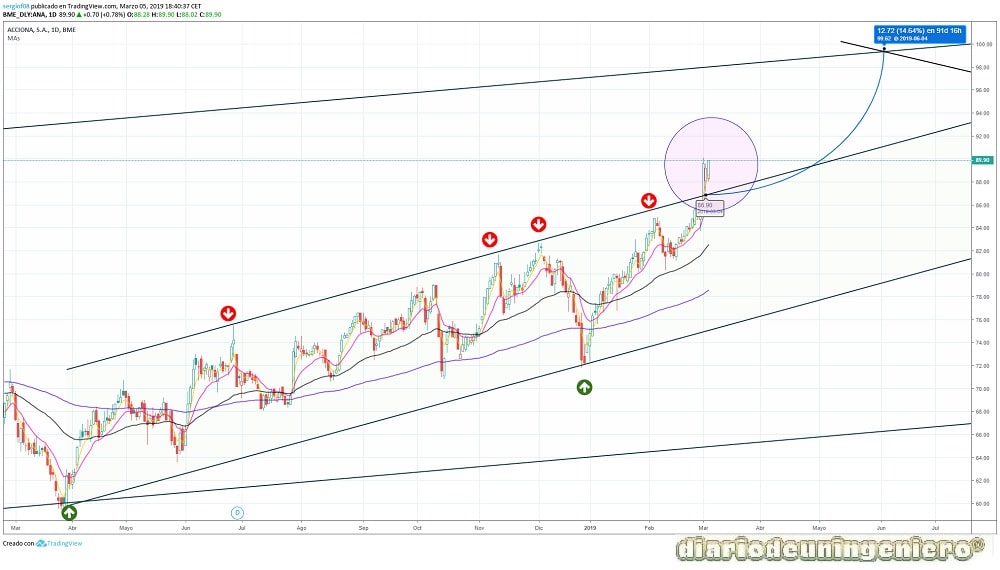 sergiof08 publicado en TradingView.com, Marzo 05, 2019 18:40:37 CET
BME_DLY:ANA, 1D 89.90 ▲ +0.70 (+0.78%) O:88.28 H:89.90 L:88.02 C:89.90
ACCIONA, S.A., 1D, BME
MAs
12.72 (14.64%) en 91d 16h
99.62 @ 2019-06-04
100.00
98.00
96.00
94.00
92.00
89.90
88.00
86.00
84.00
82.00
80.00
78.00
76.00
74.00
72.00
70.00
68.00
66.00
64.00
62.00
60.00
86.90
D
Mar
Abr
Mayo
Jun
Jul
Ago
Sep
Oct
Nov
Dic
2019
Feb
Mar
Abr
Mayo
Jun
Jul
Creado con TradingView
diariodeuningeniero